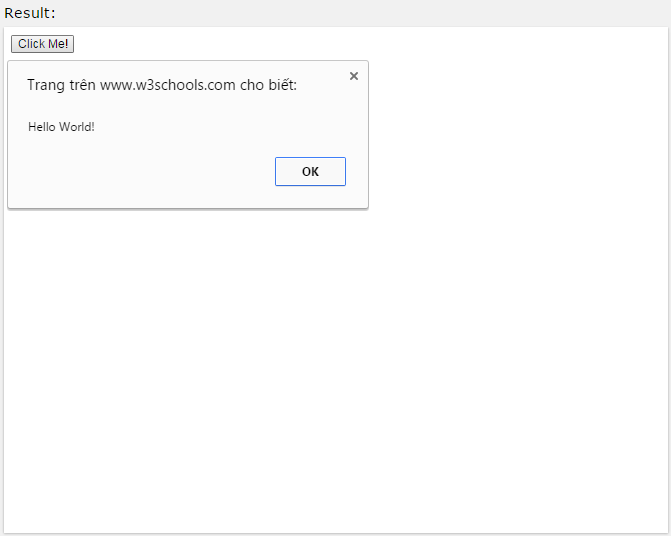 Result:
Click Me!
Trang trên www.w3schools.com cho biết:
Hello World!
OK